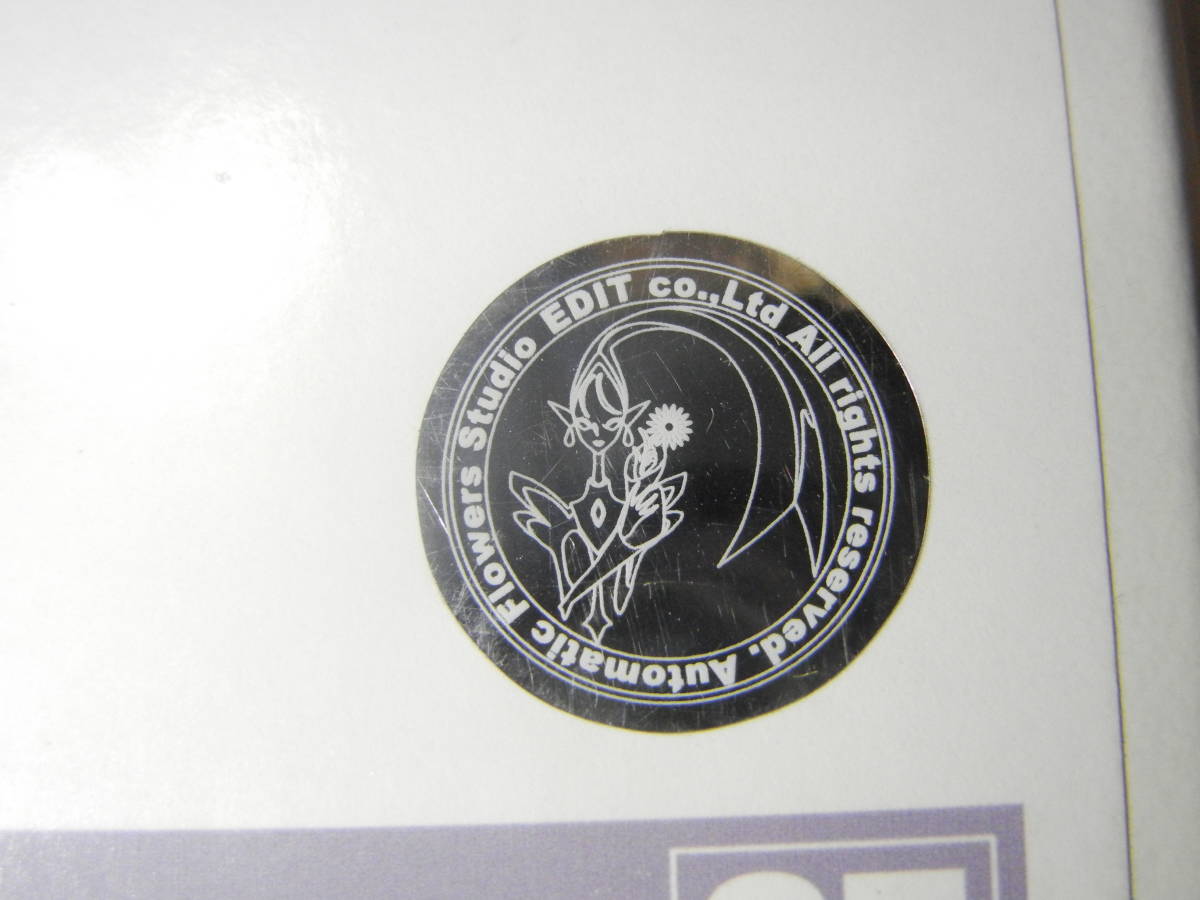 Automatic Flowers Studio EDIT co.,Ltd All rights reserved.